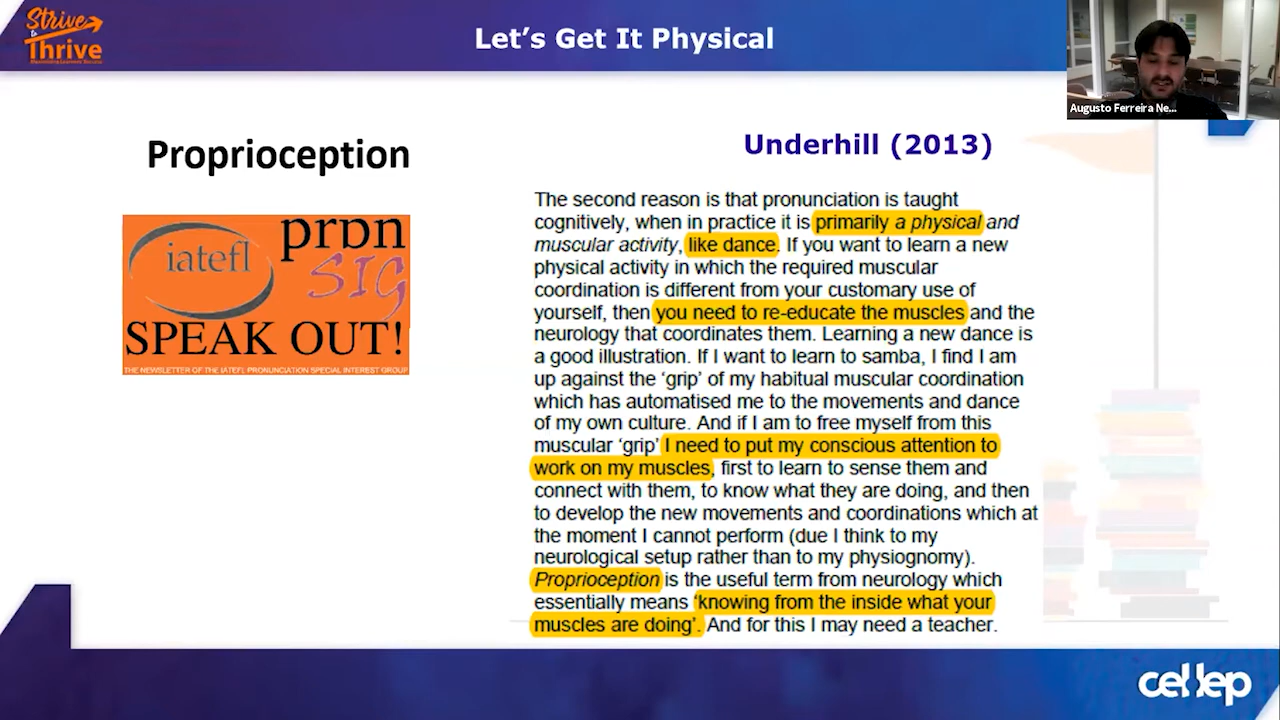 Strive
to
Thrive
Let's Get It Physical
Augusto Ferreira Ne...
Proprioception
Underhill (2013)
iatefl
prɒn
SIG
SPEAK OUT!
THE NEWSLETTER OF THE IATEFL PRONUNCIATION SPECIAL INTEREST GROUP
The second reason is that pronunciation is taught
cognitively, when in practice it is primarily a physical and
muscular activity, like dance. If you want to learn a new
physical activity in which the required muscular
coordination is different from your customary use of
yourself, then you need to re-educate the muscles and the
neurology that coordinates them. Learning a new dance is
a good illustration. If I want to learn to samba, I find I am
up against the 'grip' of my habitual muscular coordination
which has automatised me to the movements and dance
of my own culture. And if I am to free myself from this
muscular 'grip' I need to put my conscious attention to
work on my muscles, first to learn to sense them and
connect with them, to know what they are doing, and then
to develop the new movements and coordinations which at
the moment I cannot perform (due I think to my
neurological setup rather than to my physiognomy).
Proprioception is the useful term from neurology which
essentially means 'knowing from the inside what your
muscles are doing'. And for this I may need a teacher.
cellep